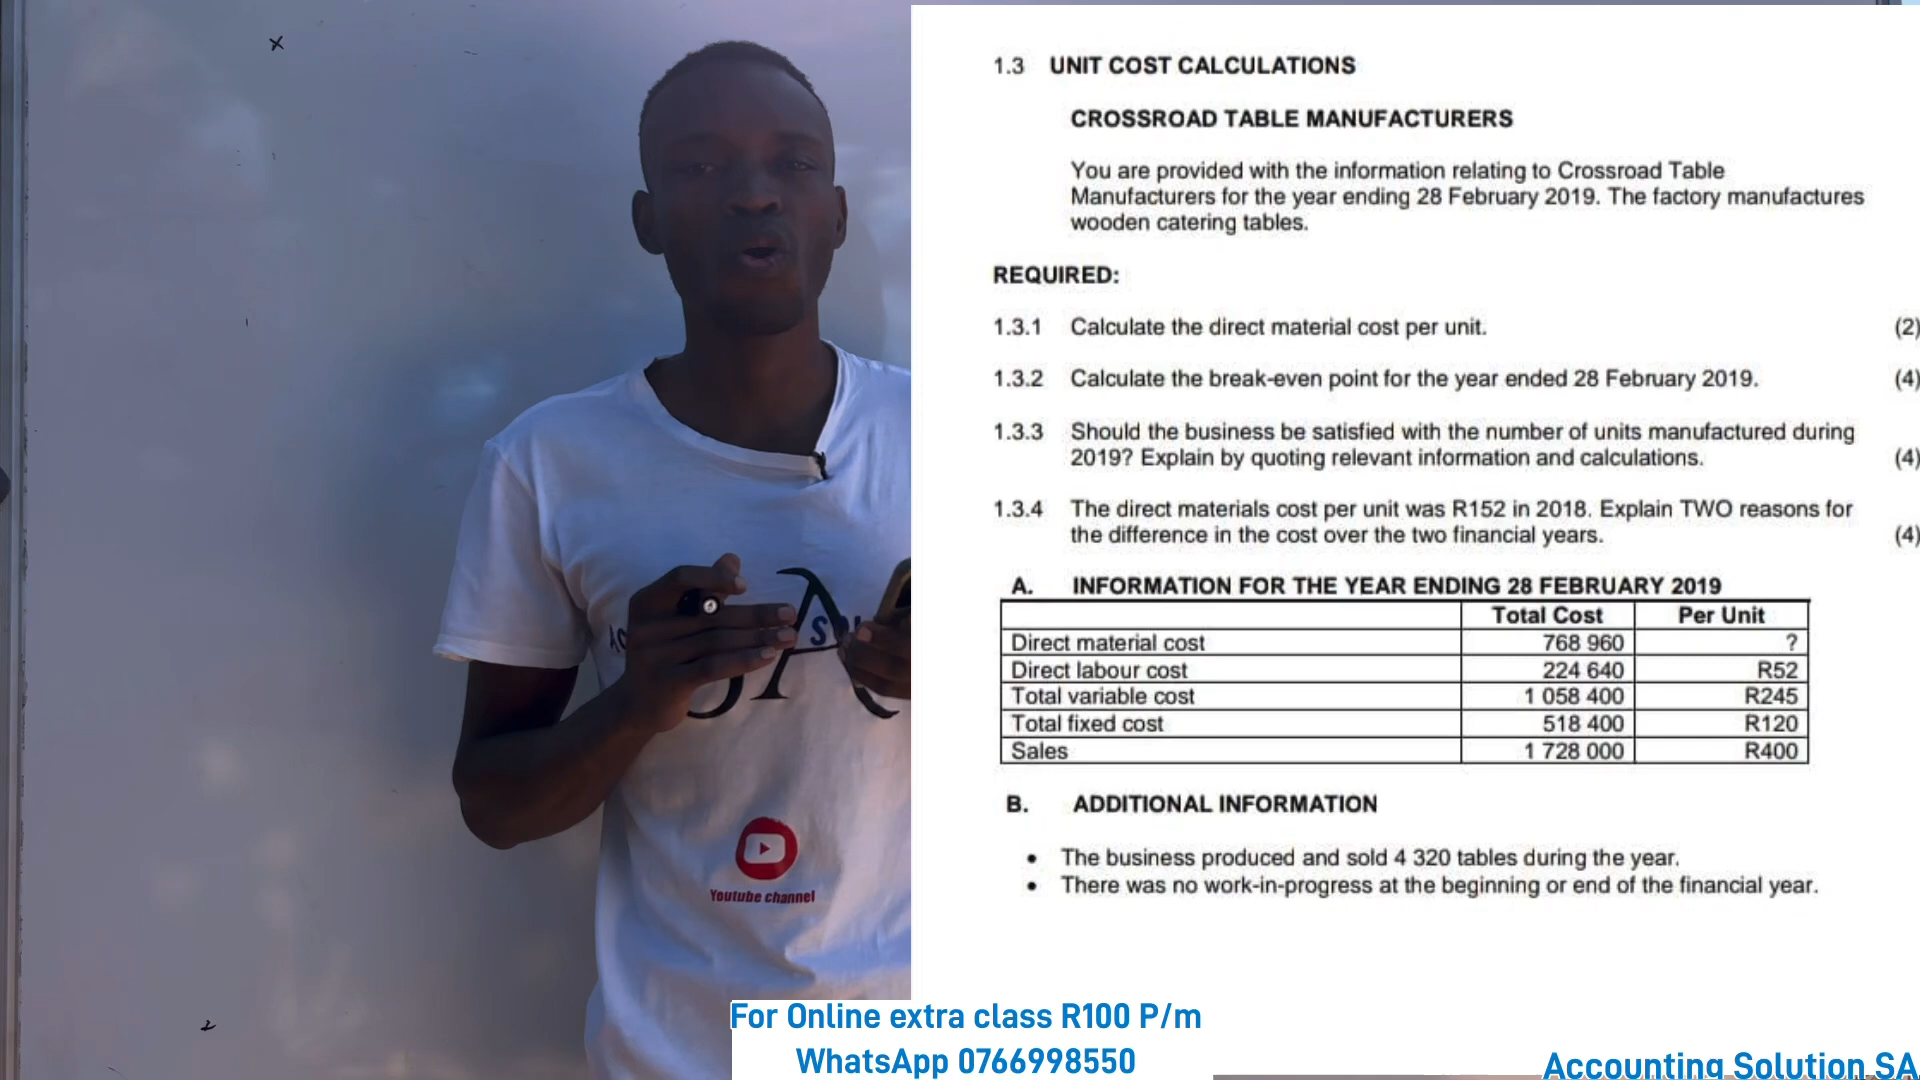 1.3 UNIT COST CALCULATIONS
CROSSROAD TABLE MANUFACTURERS
You are provided with the information relating to Crossroad Table
Manufacturers for the year ending 28 February 2019. The factory manufactures
wooden catering tables.
REQUIRED:
1.3.1 Calculate the direct material cost per unit. (2)
1.3.2 Calculate the break-even point for the year ended 28 February 2019. (4)
1.3.3 Should the business be satisfied with the number of units manufactured during
2019? Explain by quoting relevant information and calculations. (4)
1.3.4 The direct materials cost per unit was R152 in 2018. Explain TWO reasons for
the difference in the cost over the two financial years. (4)
A. INFORMATION FOR THE YEAR ENDING 28 FEBRUARY 2019
Total Cost Per Unit
Direct material cost 768 960 ?
Direct labour cost 224 640 R52
Total variable cost 1 058 400 R245
Total fixed cost 518 400 R120
Sales 1 728 000 R400
B. ADDITIONAL INFORMATION
• The business produced and sold 4 320 tables during the year.
• There was no work-in-progress at the beginning or end of the financial year.
Youtube channel
For Online extra class R100 P/m
WhatsApp 0766998550
Accounting Solution SA